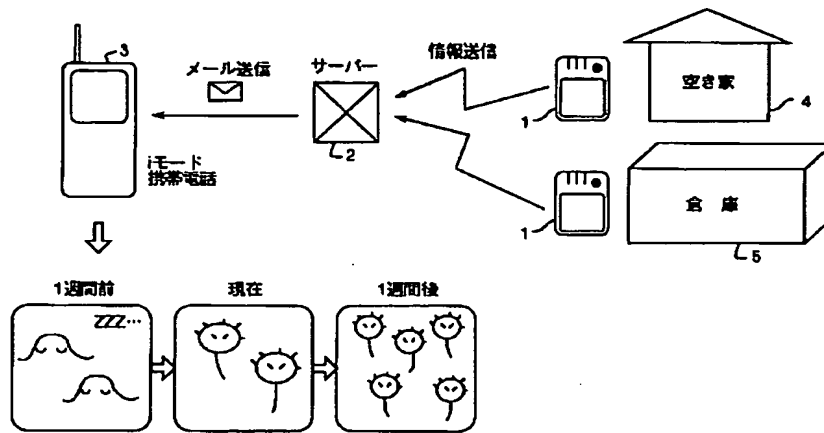 3
メール送信
サーバー
2
iモード
携帯電話
情報送信
1
空き家
4
1
倉庫
5
1週間前
現在
1週間後
ZZZ…